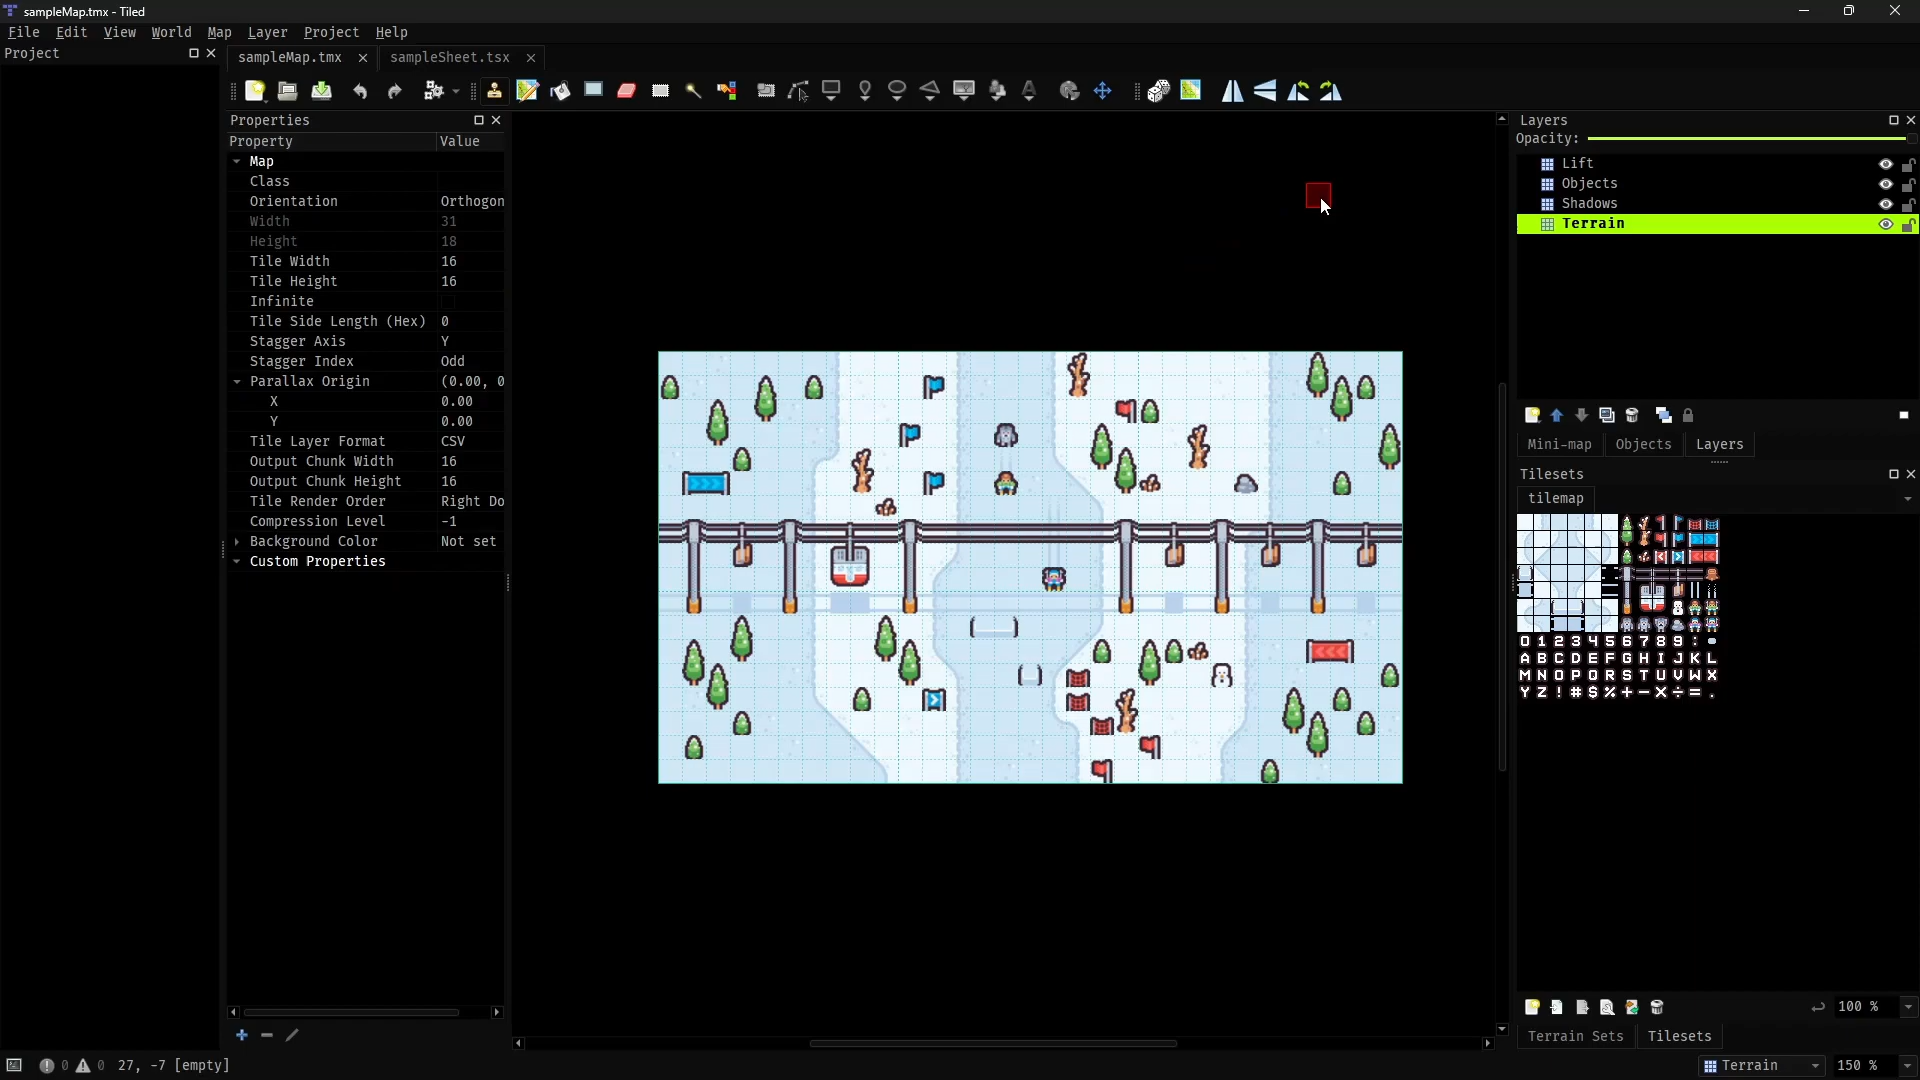 sampleMap.tmx - Tiled
File Edit View World Map Layer Project Help
Project
sampleMap.tmx sampleSheet.tsx
Properties
Property Value
Map
Class
Orientation Orthogon
Width 31
Height 18
Tile Width 16
Tile Height 16
Infinite
Tile Side Length (Hex) 0
Stagger Axis Y
Stagger Index Odd
Parallax Origin (0.00, 0
X 0.00
Y 0.00
Tile Layer Format CSV
Output Chunk Width 16
Output Chunk Height 16
Tile Render Order Right Do
Compression Level -1
Background Color Not set
Custom Properties
Layers
Opacity:
Lift
Objects
Shadows
Terrain
Mini-map Objects Layers
Tilesets
tilemap
0 1 2 3 4 5 6 7 8 9 :
A B C D E F G H I J K L
M N O P Q R S T U V W X
Y Z ! # $ % + - X ÷ = .
100 %
Terrain Sets Tilesets
0 0 27, -7 [empty]
Terrain 150 %